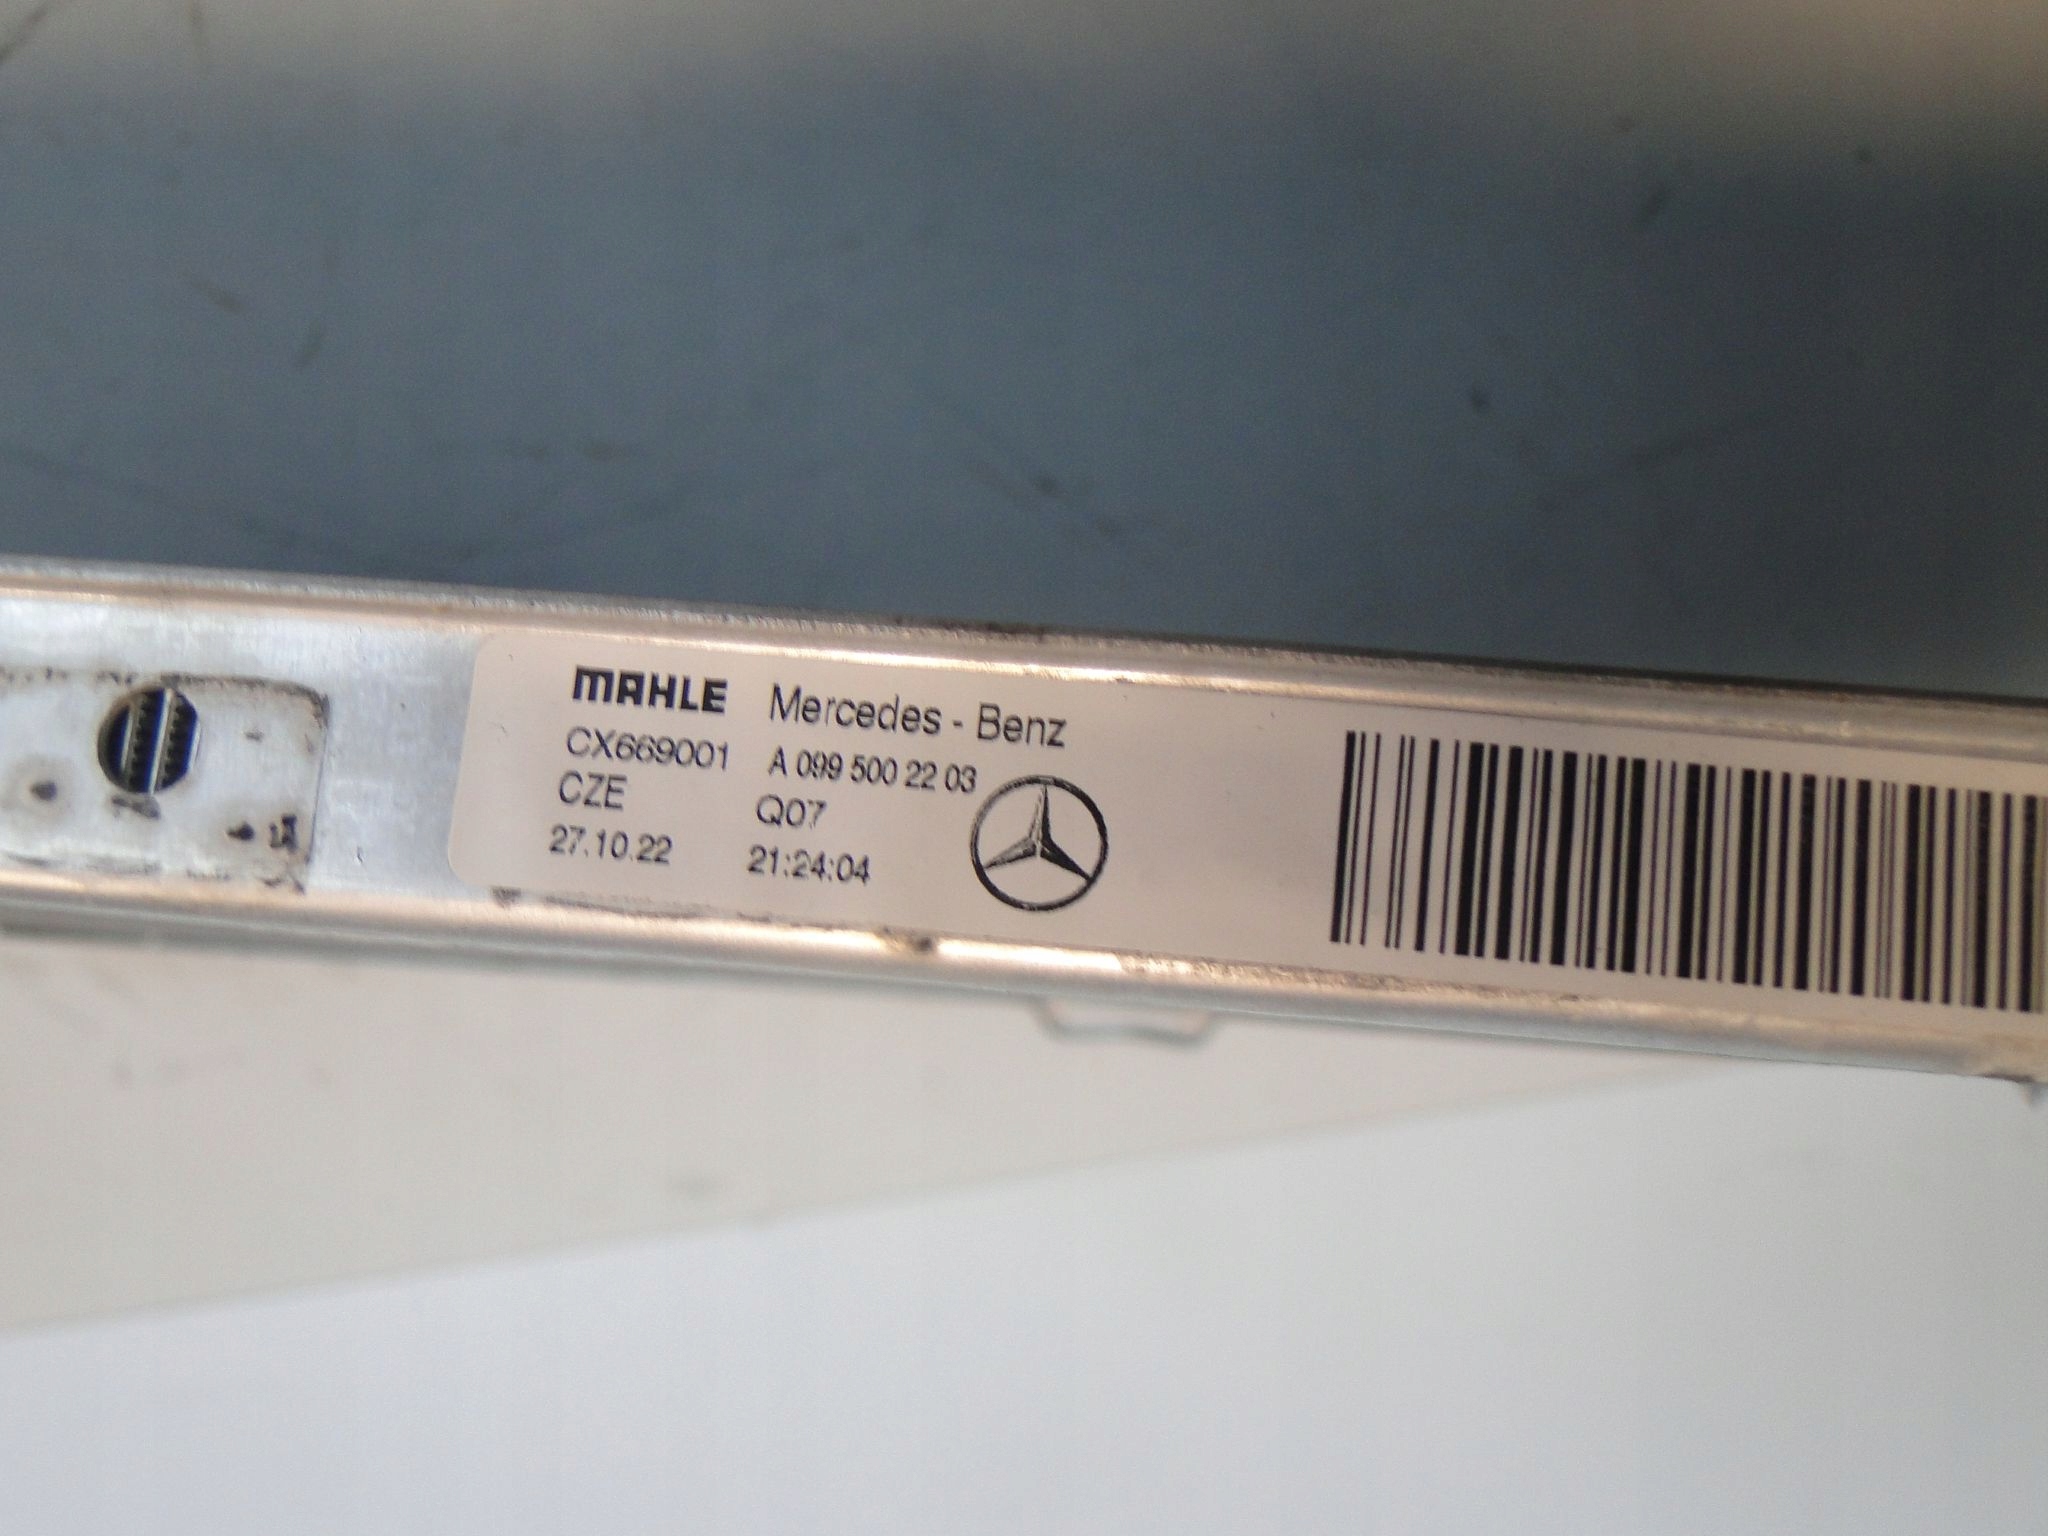 MAHLE Mercedes - Benz
CX669001 A 099 500 22 03
CZE Q07
27.10.22 21:24:04